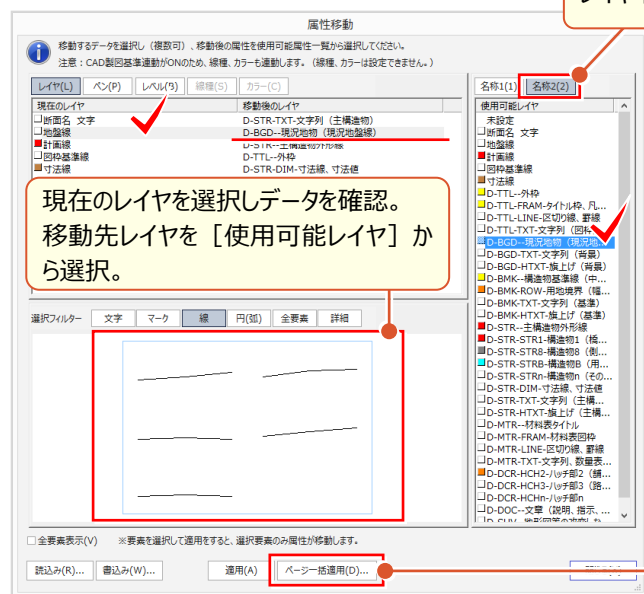 属性移動
移動するデータを選択し（複数可）、移動後の属性を使用可能属性一覧から選択してください。
注意：CAD製図基準連動がONのため、線種、カラーも連動します。（線種、カラーは設定できません。）
レイヤ(L) ペン(P) レベル(B) 線種(S) カラー(C)
現在のレイヤ 移動後のレイヤ
断面名 文字 D-STR-TXT-文字列（主構造物）
地盤線 D-BGD--現況地物（現況地盤線）
計画線 D-STR--主構造物外形線
図枠基準線 D-TTL--外枠
寸法線 D-STR-DIM-寸法線、寸法値
現在のレイヤを選択しデータを確認。
移動先レイヤを［使用可能レイヤ］か
ら選択。
選択フィルター 文字 マーク 線 円(弧) 全要素 詳細
全要素表示(V) ※要素を選択して適用をすると、選択要素のみ属性が移動します。
読込み(R)... 書込み(W)... 適用(A) ページ一括適用(D)...
名称1(1) 名称2(2)
使用可能レイヤ
未設定
断面名 文字
地盤線
計画線
図枠基準線
寸法線
D-TTL--外枠
D-TTL-FRAM-タイトル枠、凡...
D-TTL-LINE-区切り線、罫線
D-TTL-TXT-文字列（図枠
D-BGD--現況地物（現況地...
D-BGD-TXT-文字列（背景）
D-BGD-HTXT-旗上げ（背景）
D-BMK--構造物基準線（中...
D-BMK-ROW-用地境界（幅...
D-BMK-TXT-文字列（基準）
D-BMK-HTXT-旗上げ（基準）
D-STR--主構造物外形線
D-STR-STR1-構造物1（橋...
D-STR-STR8-構造物8（側...
D-STR-STRB-構造物B（用...
D-STR-STRn-構造物n（その...
D-STR-DIM-寸法線、寸法値
D-STR-TXT-文字列（主構...
D-STR-HTXT-旗上げ（主構...
D-MTR--材料表タイトル
D-MTR-FRAM-材料表図枠
D-MTR-LINE-区切り線、罫線
D-MTR-TXT-文字列、数量表...
D-DCR-HCH2-ハッチ部2（舗...
D-DCR-HCH3-ハッチ部3（路...
D-DCR-HCHn-ハッチ部n
D-DOC--文章（説明、指示、...